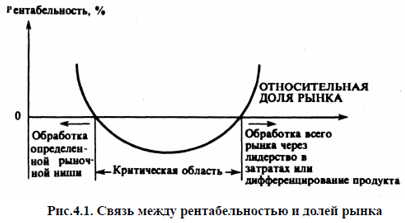 Рентабельность, %
ОТНОСИТЕЛЬНАЯ
ДОЛЯ РЫНКА
0
Обработка
определен-
ной рыноч-
ной ниши
Критическая область
Обработка всего
рынка через
лидерство в
затратах или
дифференцирование продукта
Рис.4.1. Связь между рентабельностью и долей рынка